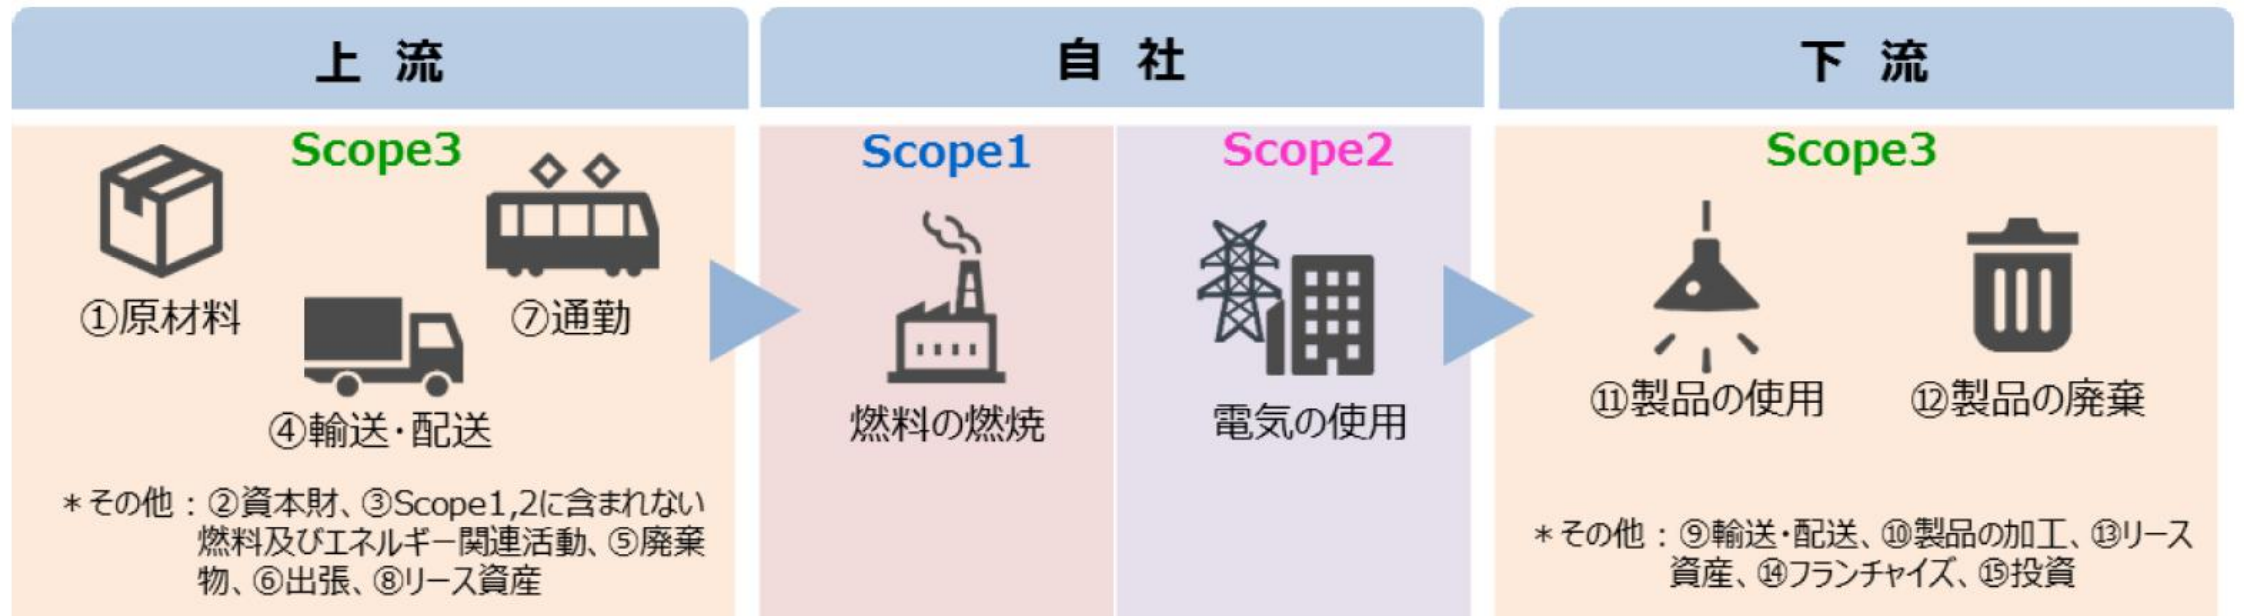 上 流
Scope3
①原材料
⑦通勤
④輸送・配送
*その他：②資本財、③Scope1,2に含まれない
燃料及びエネルギー関連活動、⑤廃棄
物、⑥出張、⑧リース資産
自 社
Scope1
燃料の燃焼
Scope2
電気の使用
下 流
Scope3
⑪製品の使用
⑫製品の廃棄
*その他：⑨輸送・配送、⑩製品の加工、⑬リース
資産、⑭フランチャイズ、⑮投資